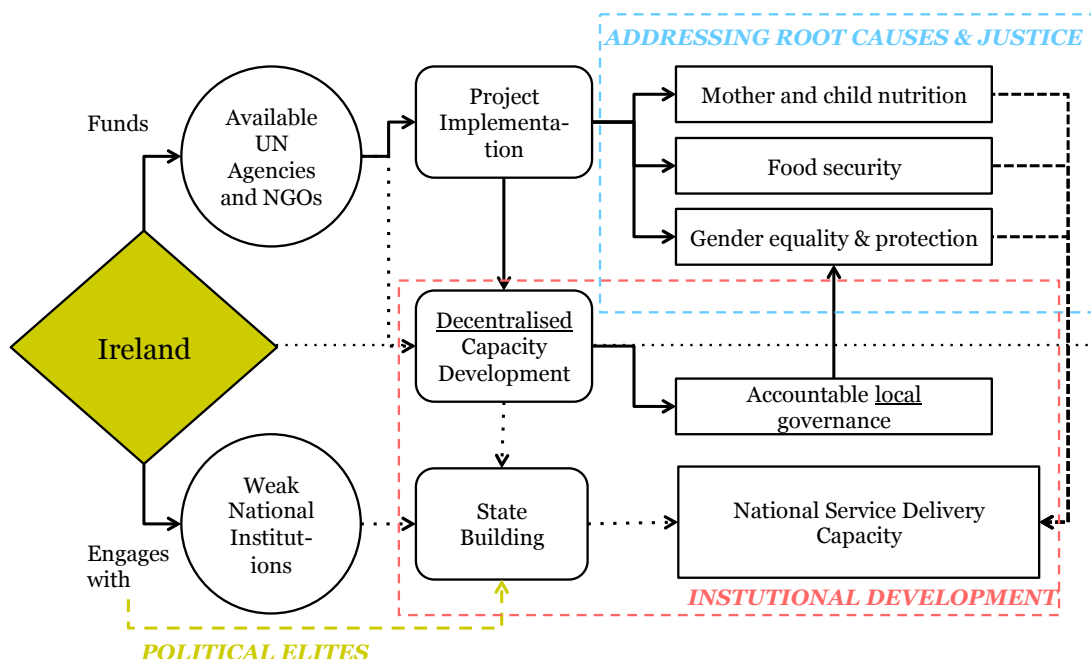 ADDRESSING ROOT CAUSES & JUSTICE
Funds
Available
UN
Agencies
and NGOs
Project
Implementa-
tion
Mother and child nutrition
Food security
Gender equality & protection
Ireland
Decentralised
Capacity
Development
Accountable local
governance
Engages
with
Weak
National
Institut-
ions
State
Building
National Service Delivery
Capacity
INSTUTIONAL DEVELOPMENT
POLITICAL ELITES